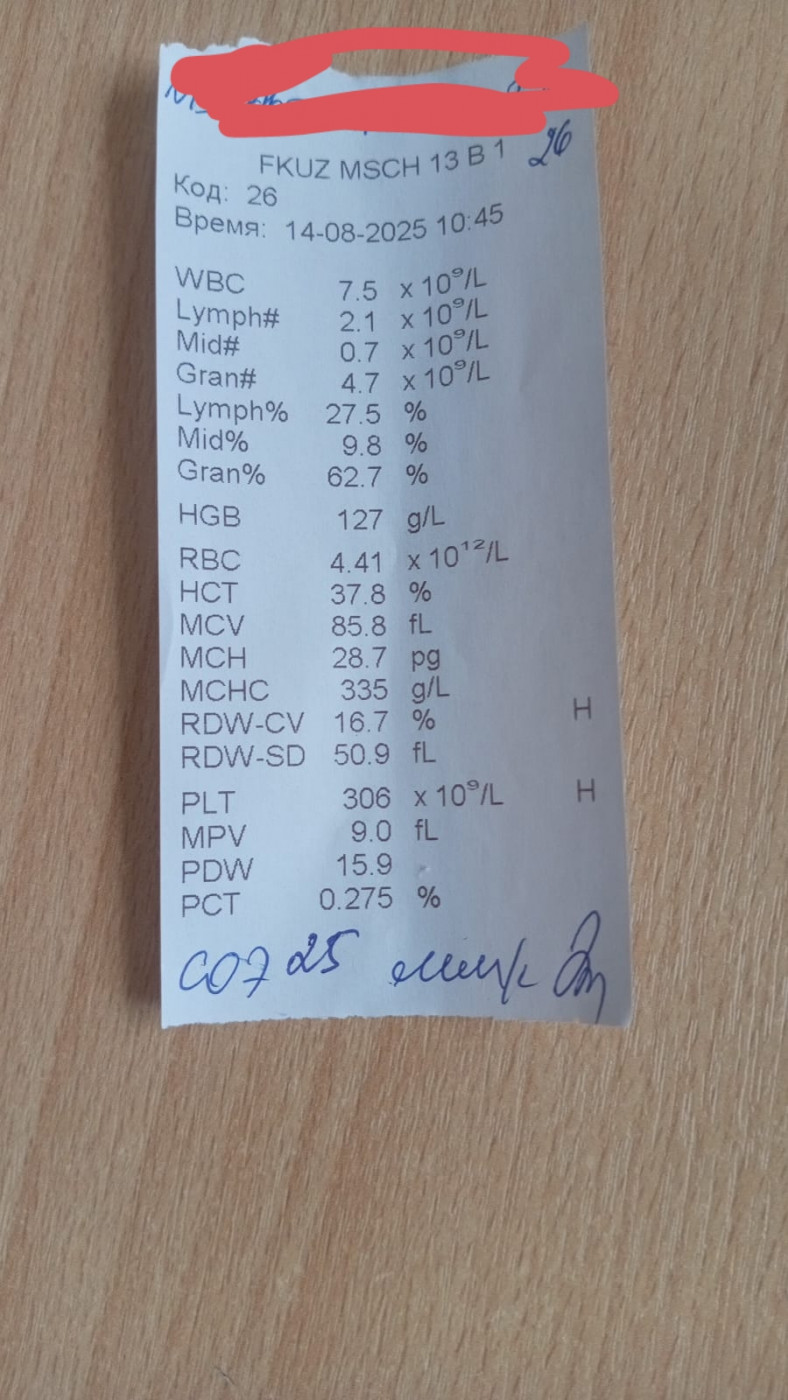 26
FKUZ MSCH 13 B 1
Код: 26
Время: 14-08-2025 10:45
WBC 7.5 x 10⁹/L
Lymph# 2.1 x 10⁹/L
Mid# 0.7 x 10⁹/L
Gran# 4.7 x 10⁹/L
Lymph% 27.5 %
Mid% 9.8 %
Gran% 62.7 %
HGB 127 g/L
RBC 4.41 x 10¹²/L
HCT 37.8 %
MCV 85.8 fL
MCH 28.7 pg
MCHC 335 g/L
RDW-CV 16.7 % H
RDW-SD 50.9 fL
PLT 306 x 10⁹/L H
MPV 9.0 fL
PDW 15.9
PCT 0.275 %
СОЭ 25 мм/